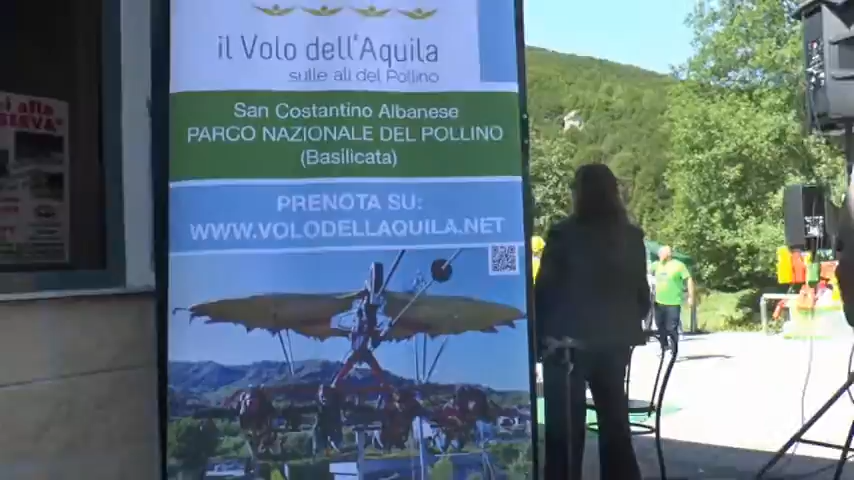 il Volo dell'Aquila
sulle ali del Pollino
San Costantino Albanese
PARCO NAZIONALE DEL POLLINO
(Basilicata)
PRENOTA SU:
WWW.VOLODELLAQUILA.NET